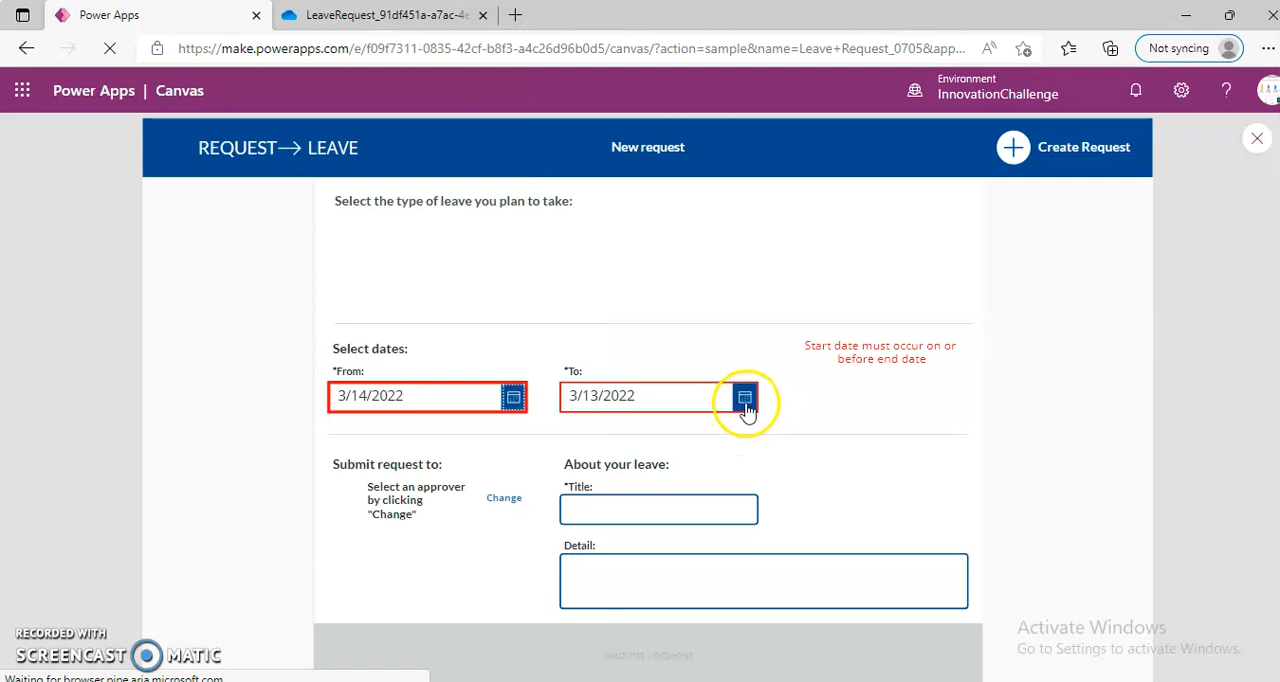 Power Apps
LeaveRequest_91df451a-a7ac-4e
https://make.powerapps.com/e/f09f7311-0835-42cf-b8f3-a4c26d96b0d5/canvas/?action=sample&name=Leave+Request_0705&app...
Not syncing
Power Apps | Canvas
Environment
InnovationChallenge
REQUEST→ LEAVE
New request
Create Request
Select the type of leave you plan to take:
Select dates:
Start date must occur on or
before end date
*From:
*To:
3/14/2022
3/13/2022
Submit request to:
About your leave:
Select an approver
by clicking
"Change"
Change
*Title:
Detail:
Submit request
Activate Windows
Go to Settings to activate Windows.
RECORDED WITH
SCREENCAST MATIC
Waiting for browser.pipe.aria.microsoft.com...